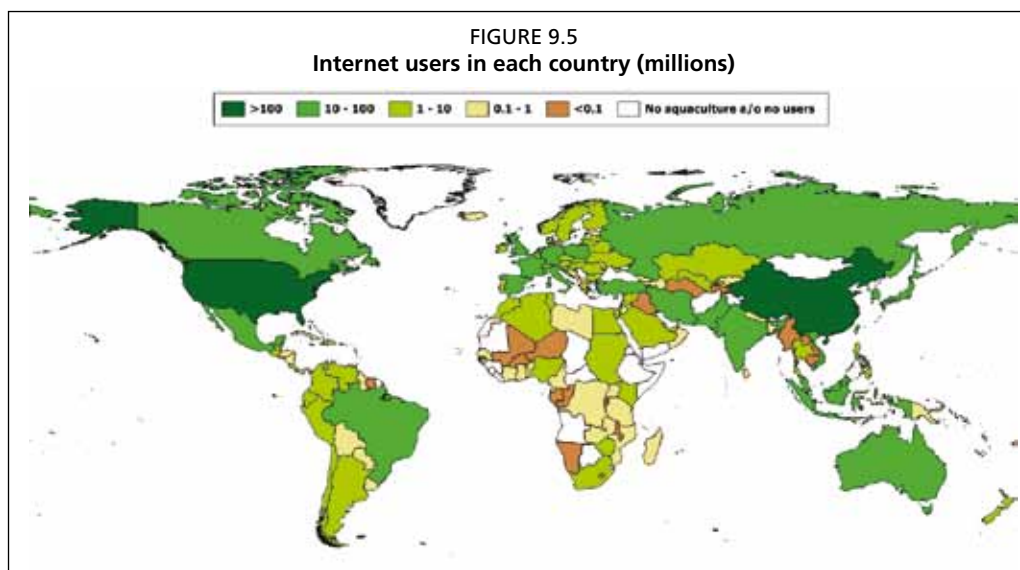 FIGURE 9.5
Internet users in each country (millions)
>100 10 - 100 1 - 10 0.1 - 1 <0.1 No aquaculture a/o no users